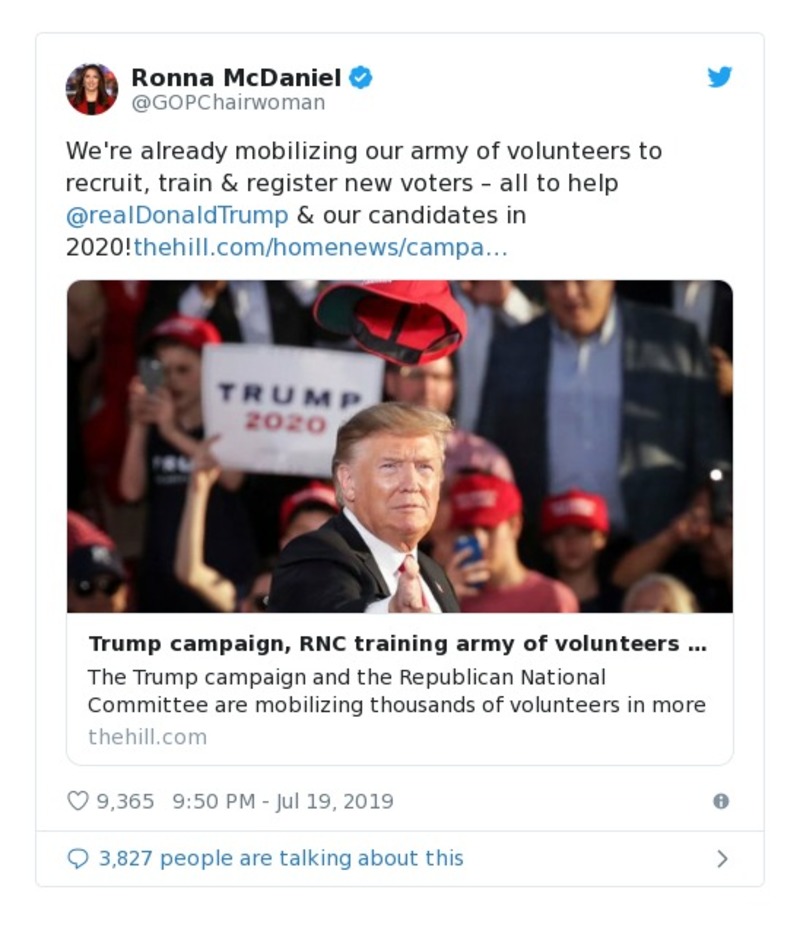 Ronna McDaniel
@GOPChairwoman
We're already mobilizing our army of volunteers to
recruit, train & register new voters – all to help
@realDonaldTrump & our candidates in
2020!thehill.com/homenews/campa…
TRUMP
2020
Trump campaign, RNC training army of volunteers ...
The Trump campaign and the Republican National
Committee are mobilizing thousands of volunteers in more
thehill.com
9,365 9:50 PM - Jul 19, 2019
3,827 people are talking about this